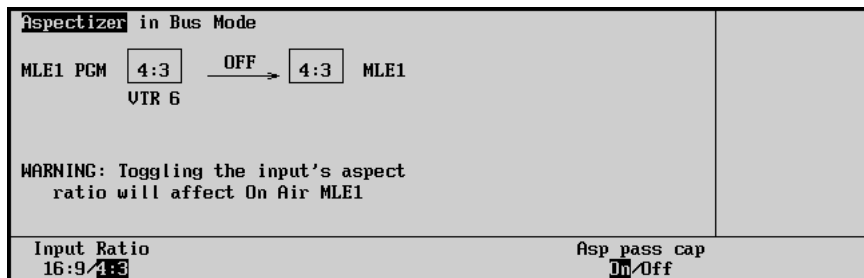 Aspectizer in Bus Mode
MLE1 PGM 4:3 OFF 4:3 MLE1
VTR 6
WARNING: Toggling the input's aspect
ratio will affect On Air MLE1
Input Ratio Asp pass cap
16:9/4:3 On/Off